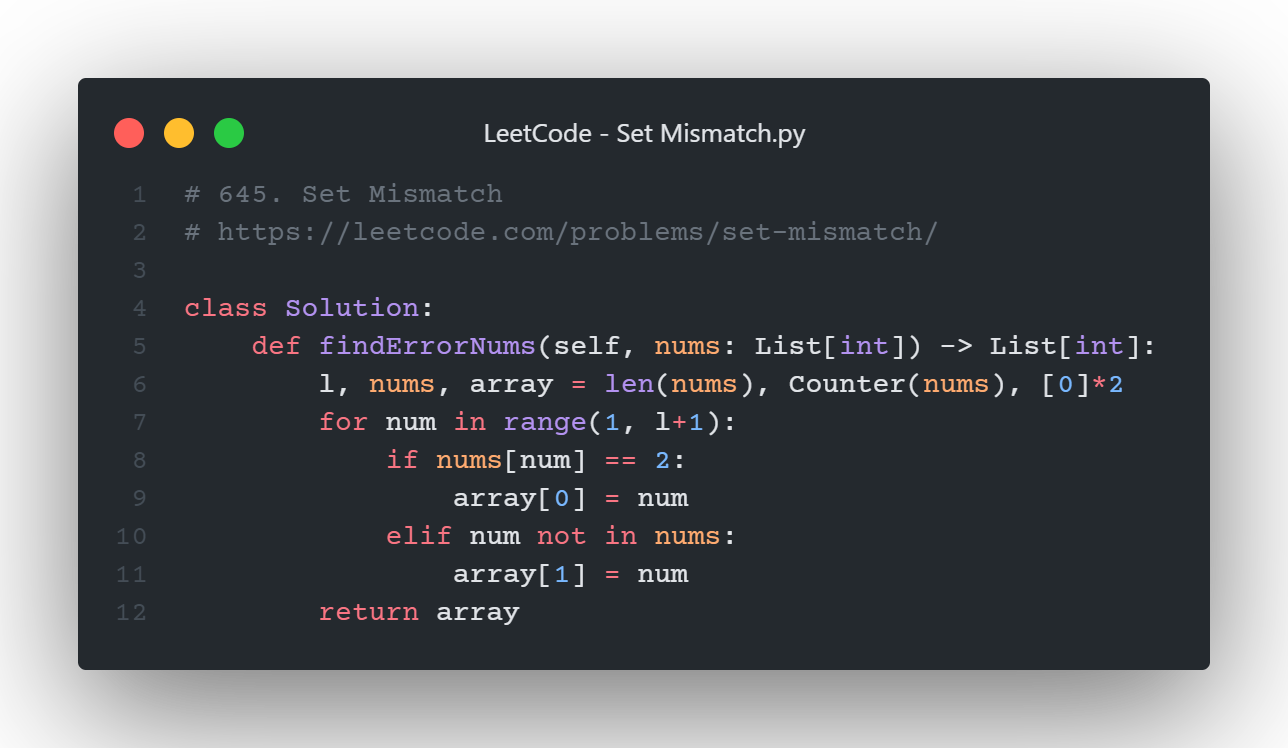 LeetCode - Set Mismatch.py
1 # 645. Set Mismatch
2 # https://leetcode.com/problems/set-mismatch/
3
4 class Solution:
5     def findErrorNums(self, nums: List[int]) -> List[int]:
6         l, nums, array = len(nums), Counter(nums), [0]*2
7         for num in range(1, l+1):
8             if nums[num] == 2:
9                 array[0] = num
10             elif num not in nums:
11                 array[1] = num
12         return array